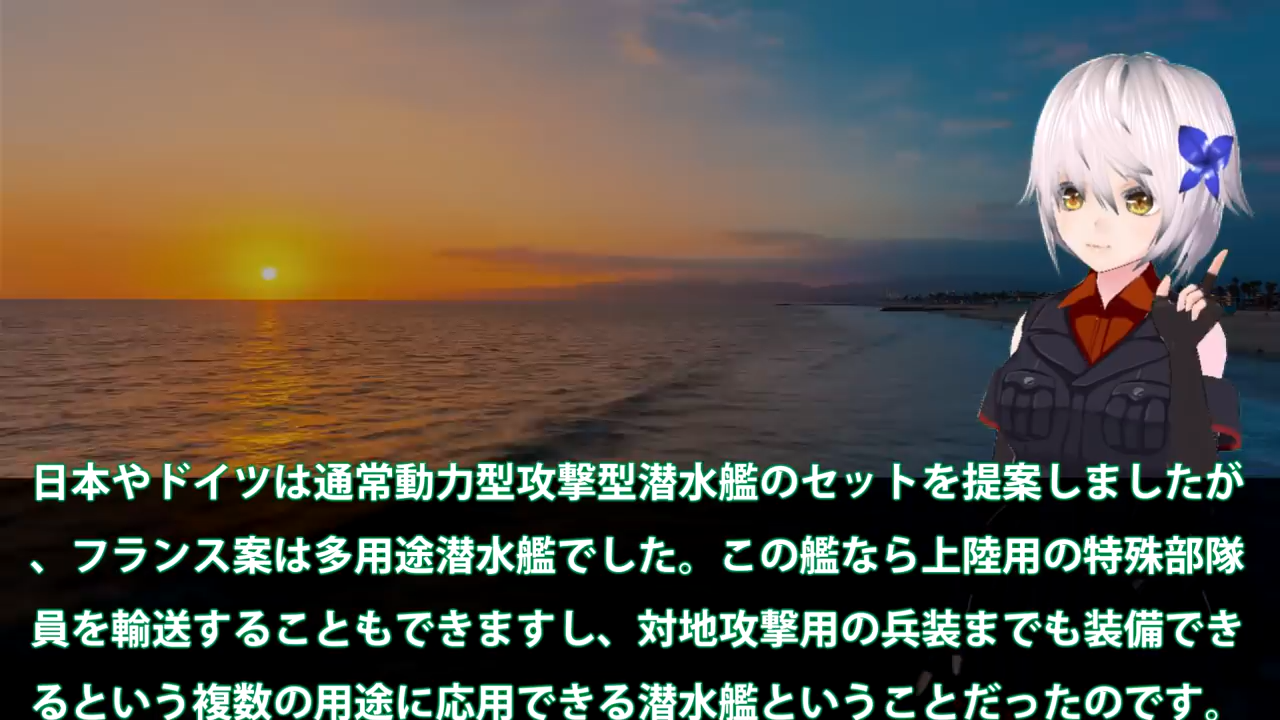 日本やドイツは通常動力型攻撃型潜水艦のセットを提案しましたが
、フランス案は多用途潜水艦でした。この艦なら上陸用の特殊部隊
員を輸送することもできますし、対地攻撃用の兵装までも装備でき
るという複数の用途に応用できる潜水艦ということだったのです。